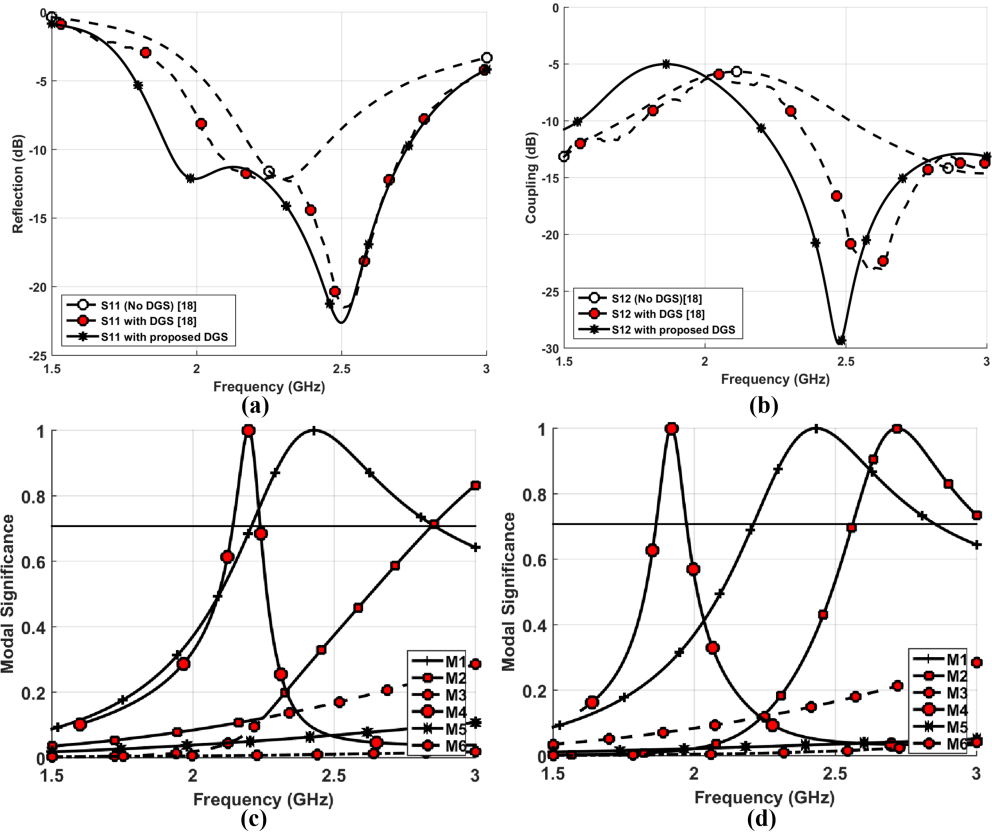 0
-5
-10
-15
-20
-25
Reflection (dB)
S11 (No DGS) [18]
S11 with DGS [18]
S11 with proposed DGS
1.5
2
2.5
3
Frequency (GHz)
(a)
0
-5
-10
-15
-20
-25
-30
Coupling (dB)
S12 (No DGS)[18]
S12 with DGS [18]
S12 with proposed DGS
1.5
2
2.5
3
Frequency (GHz)
(b)
1
0.8
0.6
0.4
0.2
0
Modal Significance
M1
M2
M3
M4
M5
M6
1.5
2
2.5
3
Frequency (GHz)
(c)
1
0.8
0.6
0.4
0.2
0
Modal Significance
M1
M2
M3
M4
M5
M6
1.5
2
2.5
3
Frequency (GHz)
(d)